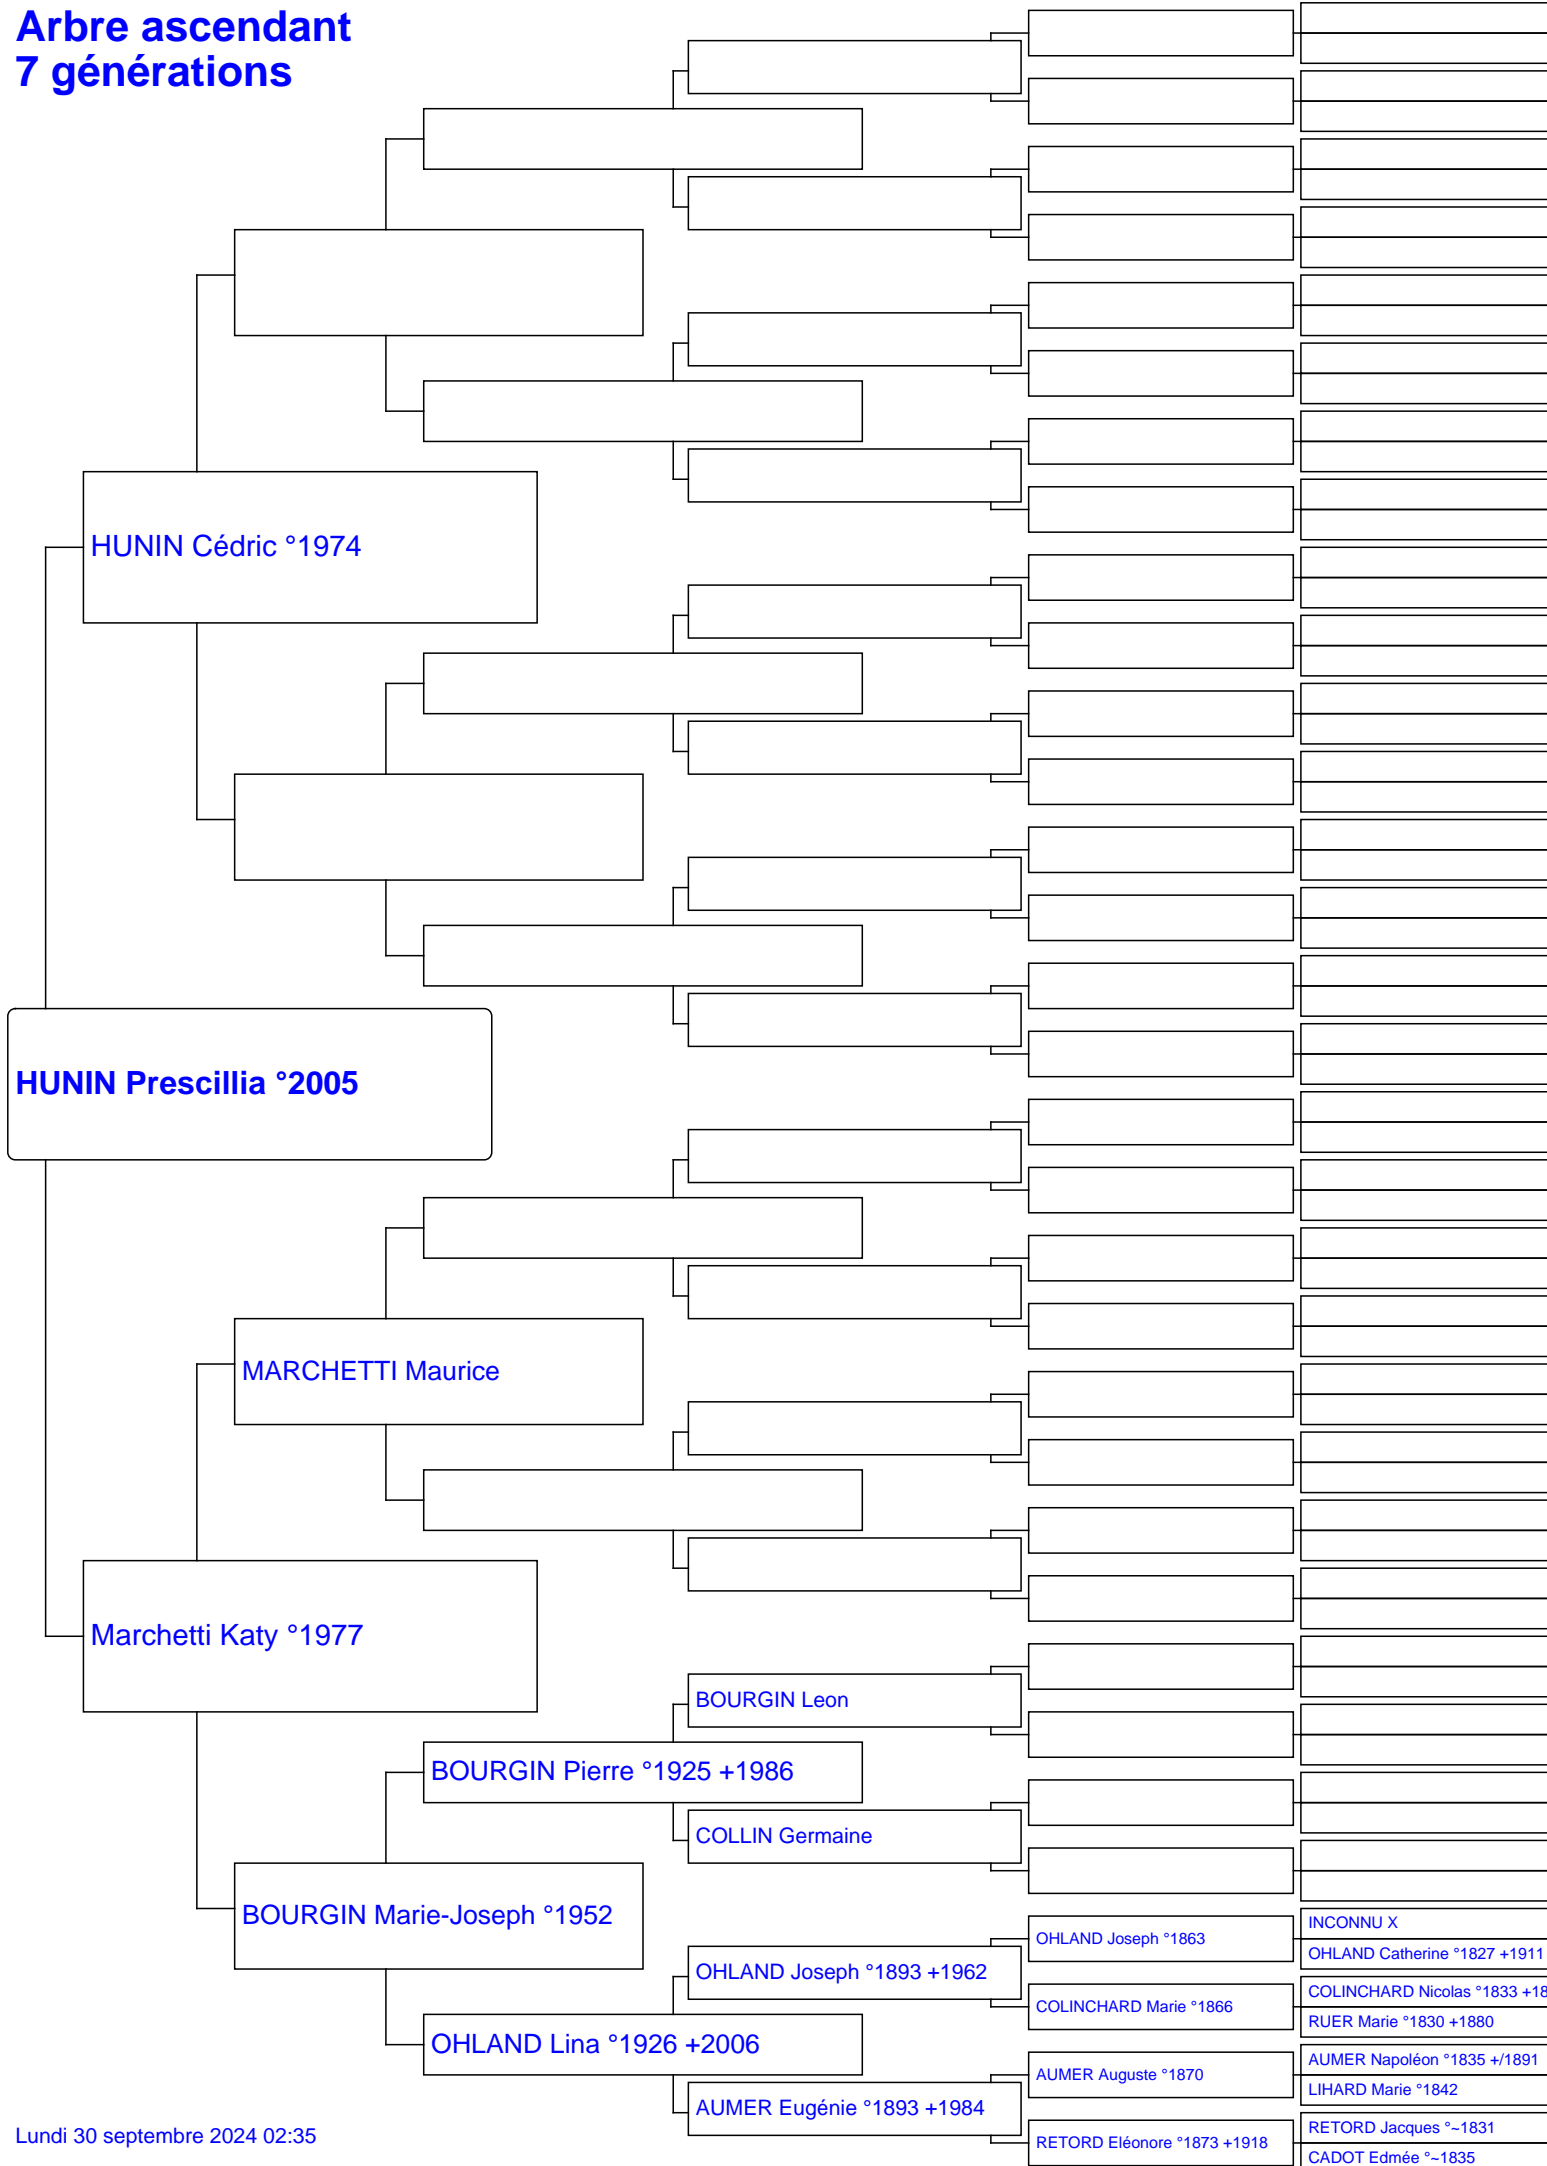 Arbre ascendant
7 générations
HUNIN Cédric °1974
HUNIN Prescillia °2005
MARCHETTI Maurice
Marchetti Katy °1977
BOURGIN Leon
BOURGIN Pierre °1925 +1986
COLLIN Germaine
BOURGIN Marie-Joseph °1952
INCONNU X
OHLAND Joseph °1863
OHLAND Catherine °1827 +1911
OHLAND Joseph °1893 +1962
COLINCHARD Nicolas °1833 +18
COLINCHARD Marie °1866
RUER Marie °1830 +1880
OHLAND Lina °1926 +2006
AUMER Napoléon °1835 +/1891
AUMER Auguste °1870
LIHARD Marie °1842
AUMER Eugénie °1893 +1984
RETORD Jacques °~1831
RETORD Eléonore °1873 +1918
CADOT Edmée °~1835
Lundi 30 septembre 2024 02:35